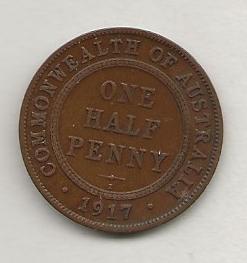 COMMONWEALTH OF AUSTRALIA
ONE
HALF
PENNY
I
· 1917 ·